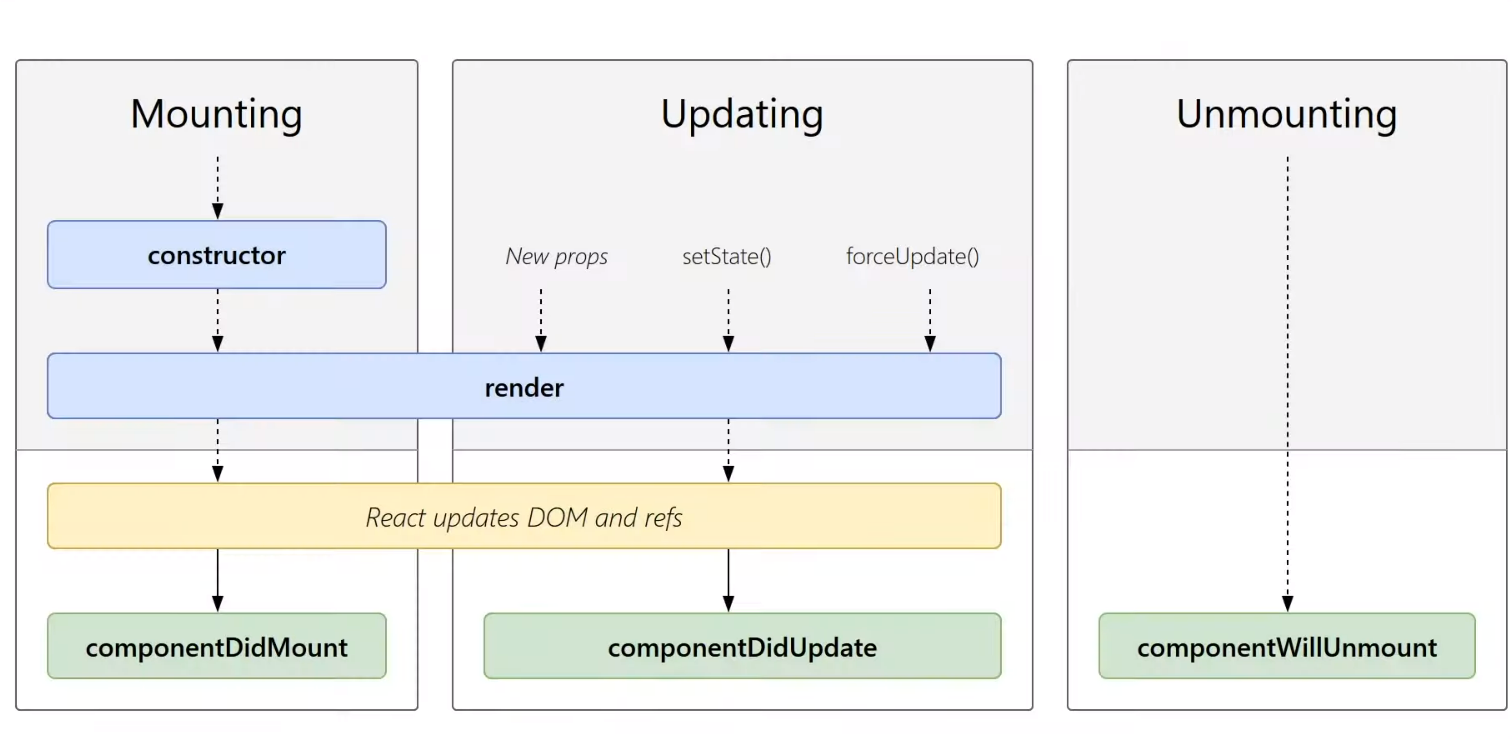 Mounting
Updating
Unmounting
constructor
New props
setState()
forceUpdate()
render
React updates DOM and refs
componentDidMount
componentDidUpdate
componentWillUnmount